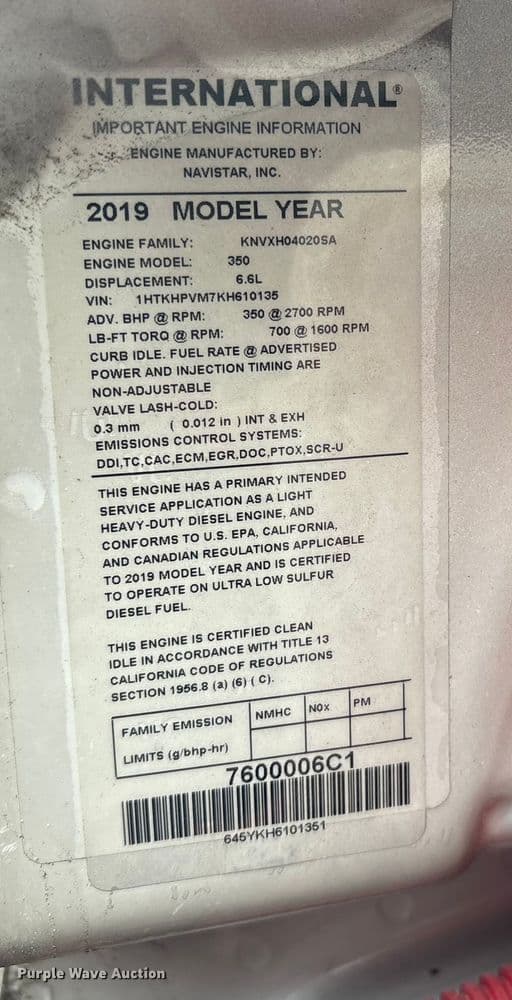 INTERNATIONAL®
IMPORTANT ENGINE INFORMATION
ENGINE MANUFACTURED BY:
NAVISTAR, INC.
2019 MODEL YEAR
ENGINE FAMILY: KNVXH0402OSA
ENGINE MODEL: 350
DISPLACEMENT: 6.6L
VIN: 1HTKHPVM7KH610135
ADV. BHP @ RPM: 350 @ 2700 RPM
LB-FT TORQ @ RPM: 700 @ 1600 RPM
CURB IDLE. FUEL RATE @ ADVERTISED
POWER AND INJECTION TIMING ARE
NON-ADJUSTABLE
VALVE LASH-COLD:
0.3 mm ( 0.012 in ) INT & EXH
EMISSIONS CONTROL SYSTEMS:
DDI,TC,CAC,ECM,EGR,DOC,PTOX,SCR-U
THIS ENGINE HAS A PRIMARY INTENDED
SERVICE APPLICATION AS A LIGHT
HEAVY-DUTY DIESEL ENGINE, AND
CONFORMS TO U.S. EPA, CALIFORNIA,
AND CANADIAN REGULATIONS APPLICABLE
TO 2019 MODEL YEAR AND IS CERTIFIED
TO OPERATE ON ULTRA LOW SULFUR
DIESEL FUEL.
THIS ENGINE IS CERTIFIED CLEAN
IDLE IN ACCORDANCE WITH TITLE 13
CALIFORNIA CODE OF REGULATIONS
SECTION 1956.8 (a) (6) ( C).
FAMILY EMISSION NMHC N0x PM
LIMITS (g/bhp-hr)
7600006C1
645YKH6101351
Purple Wave Auction